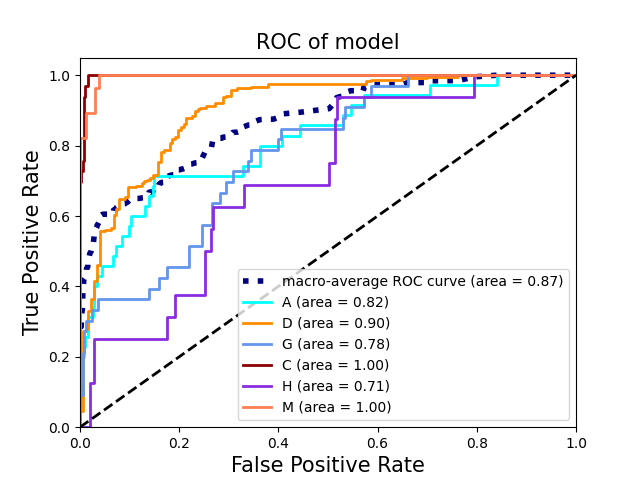 ROC of model
True Positive Rate
1.0
0.8
0.6
0.4
0.2
0.0
macro-average ROC curve (area = 0.87)
A (area = 0.82)
D (area = 0.90)
G (area = 0.78)
C (area = 1.00)
H (area = 0.71)
M (area = 1.00)
0.0 0.2 0.4 0.6 0.8 1.0
False Positive Rate